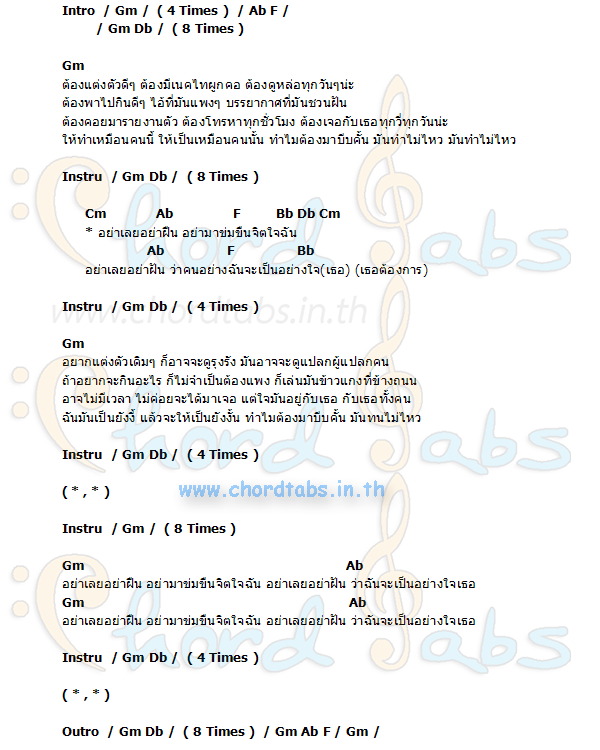 Intro / Gm / ( 4 Times ) / Ab F /
/ Gm Db / ( 8 Times )
Gm
ต้องแต่งตัวดีๆ ต้องมีเนคไทผูกคอ ต้องดูหล่อทุกวันๆน่ะ
ต้องพาไปกินดีๆ ไอ้ที่มันแพงๆ บรรยากาศที่มันชวนฝัน
ต้องคอยมารายงานตัว ต้องโทรหาทุกชั่วโมง ต้องเจอกับเธอทุกวี่ทุกวันน่ะ
ให้ทำเหมือนคนนี้ ให้เป็นเหมือนคนนั้น ทำไมต้องมาบีบคั้น มันทำไม่ไหว มันทำไม่ไหว
Instru / Gm Db / ( 8 Times )
Cm Ab F Bb Db Cm
* อย่าเลยอย่าฝืน อย่ามาข่มขืนจิตใจฉัน
Ab F Bb
อย่าเลยอย่าฝัน ว่าคนอย่างฉันจะเป็นอย่างใจ(เธอ) (เธอต้องการ)
Instru / Gm Db / ( 4 Times )
www.chordtabs.in.th
Gm
อยากแต่งตัวเดิมๆ ก็อาจจะดูรุงรัง มันอาจจะดูแปลกผู้แปลกคน
ถ้าอยากจะกินอะไร ก็ไม่จำเป็นต้องแพง ก็เล่นมันข้าวแกงที่ข้างถนน
อาจไม่มีเวลา ไม่ค่อยจะได้มาเจอ แต่ใจมันอยู่กับเธอ กับเธอทั้งคน
ฉันมันเป็นยังงี้ แล้วจะให้เป็นยังงั้น ทำไมต้องมาบีบคั้น มันทนไม่ไหว
Instru / Gm Db / ( 4 Times )
( * , * )
www.chordtabs.in.th
Instru / Gm / ( 8 Times )
Gm Ab
อย่าเลยอย่าฝืน อย่ามาข่มขืนจิตใจฉัน อย่าเลยอย่าฝัน ว่าฉันจะเป็นอย่างใจเธอ
Gm Ab
อย่าเลยอย่าฝืน อย่ามาข่มขืนจิตใจฉัน อย่าเลยอย่าฝัน ว่าฉันจะเป็นอย่างใจเธอ
Instru / Gm Db / ( 4 Times )
( * , * )
Outro / Gm Db / ( 8 Times ) / Gm Ab F / Gm /